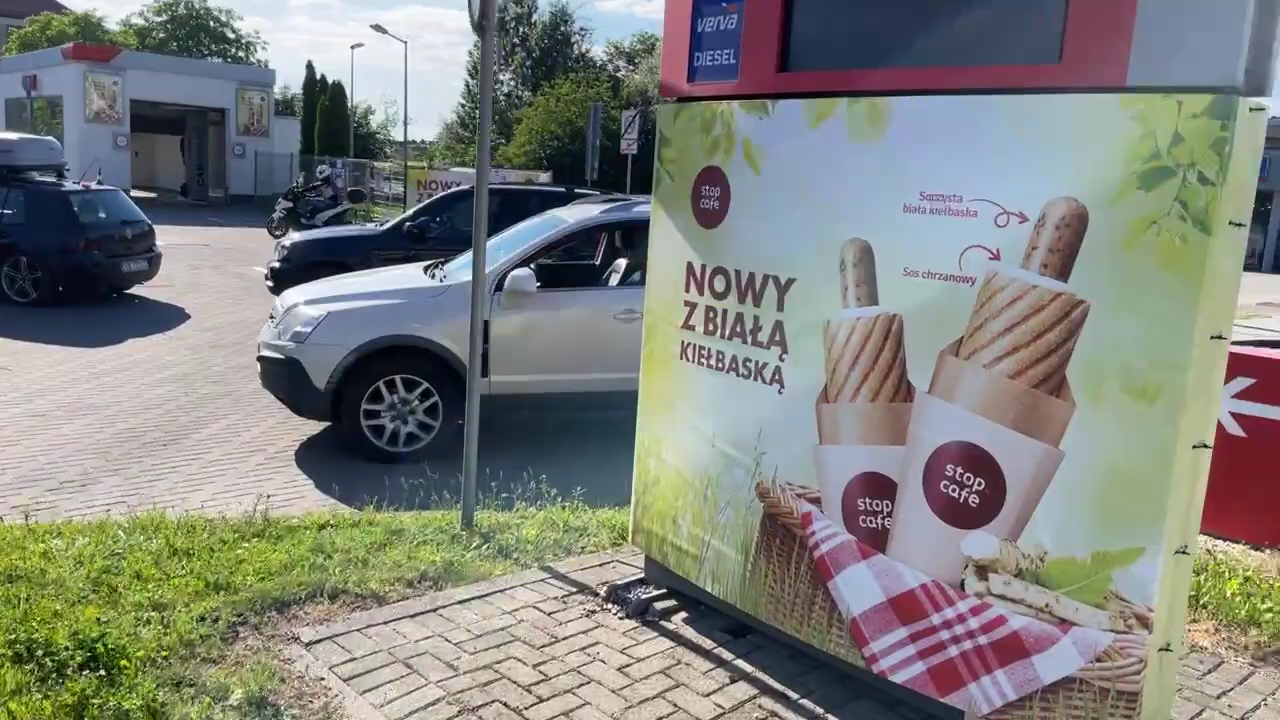 verva
DIESEL
stop
cafe
NOWY
Z BIAŁĄ
KIEŁBASKĄ
Soczysta
biała kiełbaska
Sos chrzanowy
stop
cafe
stop
cafe
NOWY